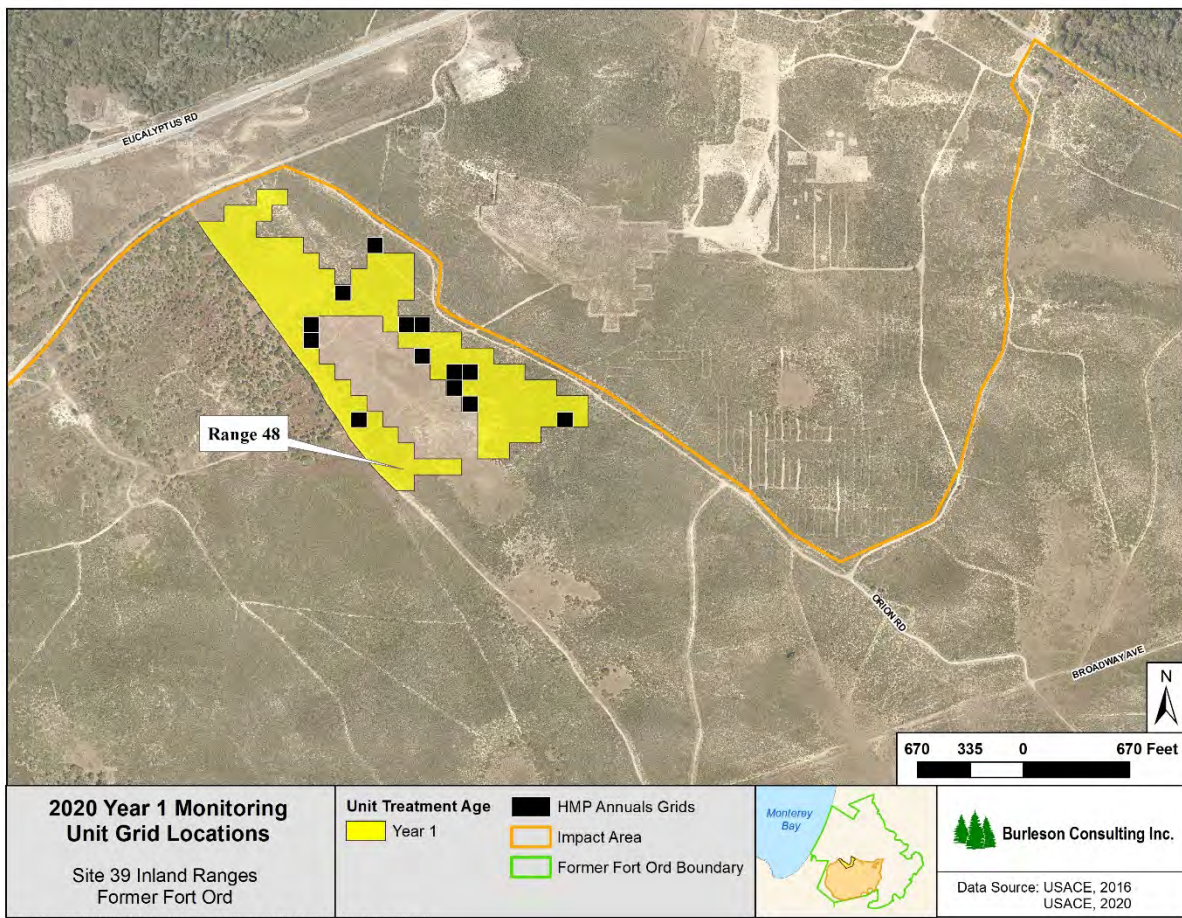 EUCALYPTUS RD
Range 48
ORION RD
BROADWAY AVE
N
670 335 0 670 Feet
2020 Year 1 Monitoring
Unit Grid Locations
Site 39 Inland Ranges
Former Fort Ord
Unit Treatment Age
Year 1
HMP Annuals Grids
Impact Area
Former Fort Ord Boundary
Monterey
Bay
Burleson Consulting Inc.
Data Source: USACE, 2016
USACE, 2020